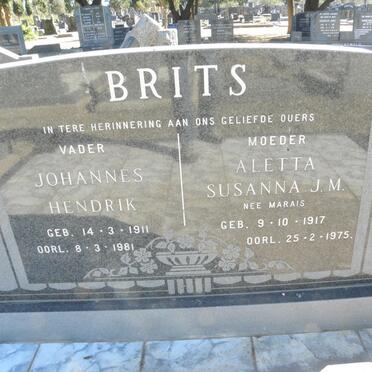 BRITS
IN TERE HERINNERING AAN ONS GELIEFDE OUERS
VADER
JOHANNES
HENDRIK
GEB. 14·3·1911
OORL. 8·3·1981
MOEDER
ALETTA
SUSANNA J.M.
NEE MARAIS
GEB. 9·10·1917
OORL. 25·2·1975.